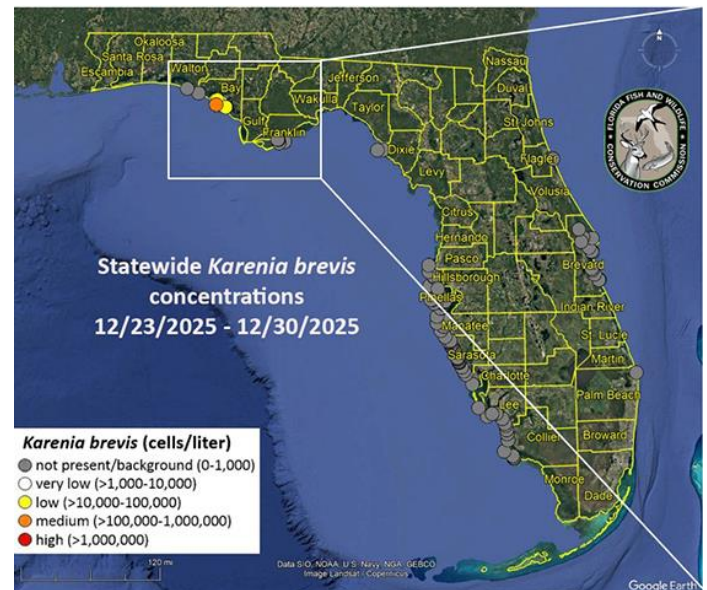 Okaloosa
Santa Rosa
Escambia
Walton
Bay
Gulf
Franklin
Wakulla
Jefferson
Taylor
Dixie
Levy
Nassau
Duval
St Johns
Flagler
Volusia
Citrus
Hernando
Pasco
Hillsborough
Pinellas
Manatee
Sarasota
Charlotte
Lee
Collier
Monroe
Brevard
Indian River
St. Lucie
Martin
Palm Beach
Broward
Dade
N
FLORIDA FISH AND WILDLIFE
CONSERVATION COMMISSION
Statewide Karenia brevis
concentrations
12/23/2025 - 12/30/2025
Karenia brevis (cells/liter)
not present/background (0-1,000)
very low (>1,000-10,000)
low (>10,000-100,000)
medium (>100,000-1,000,000)
high (>1,000,000)
120 mi
Data SIO, NOAA, U.S. Navy, NGA, GEBCO
Image Landsat / Copernicus
Google Earth